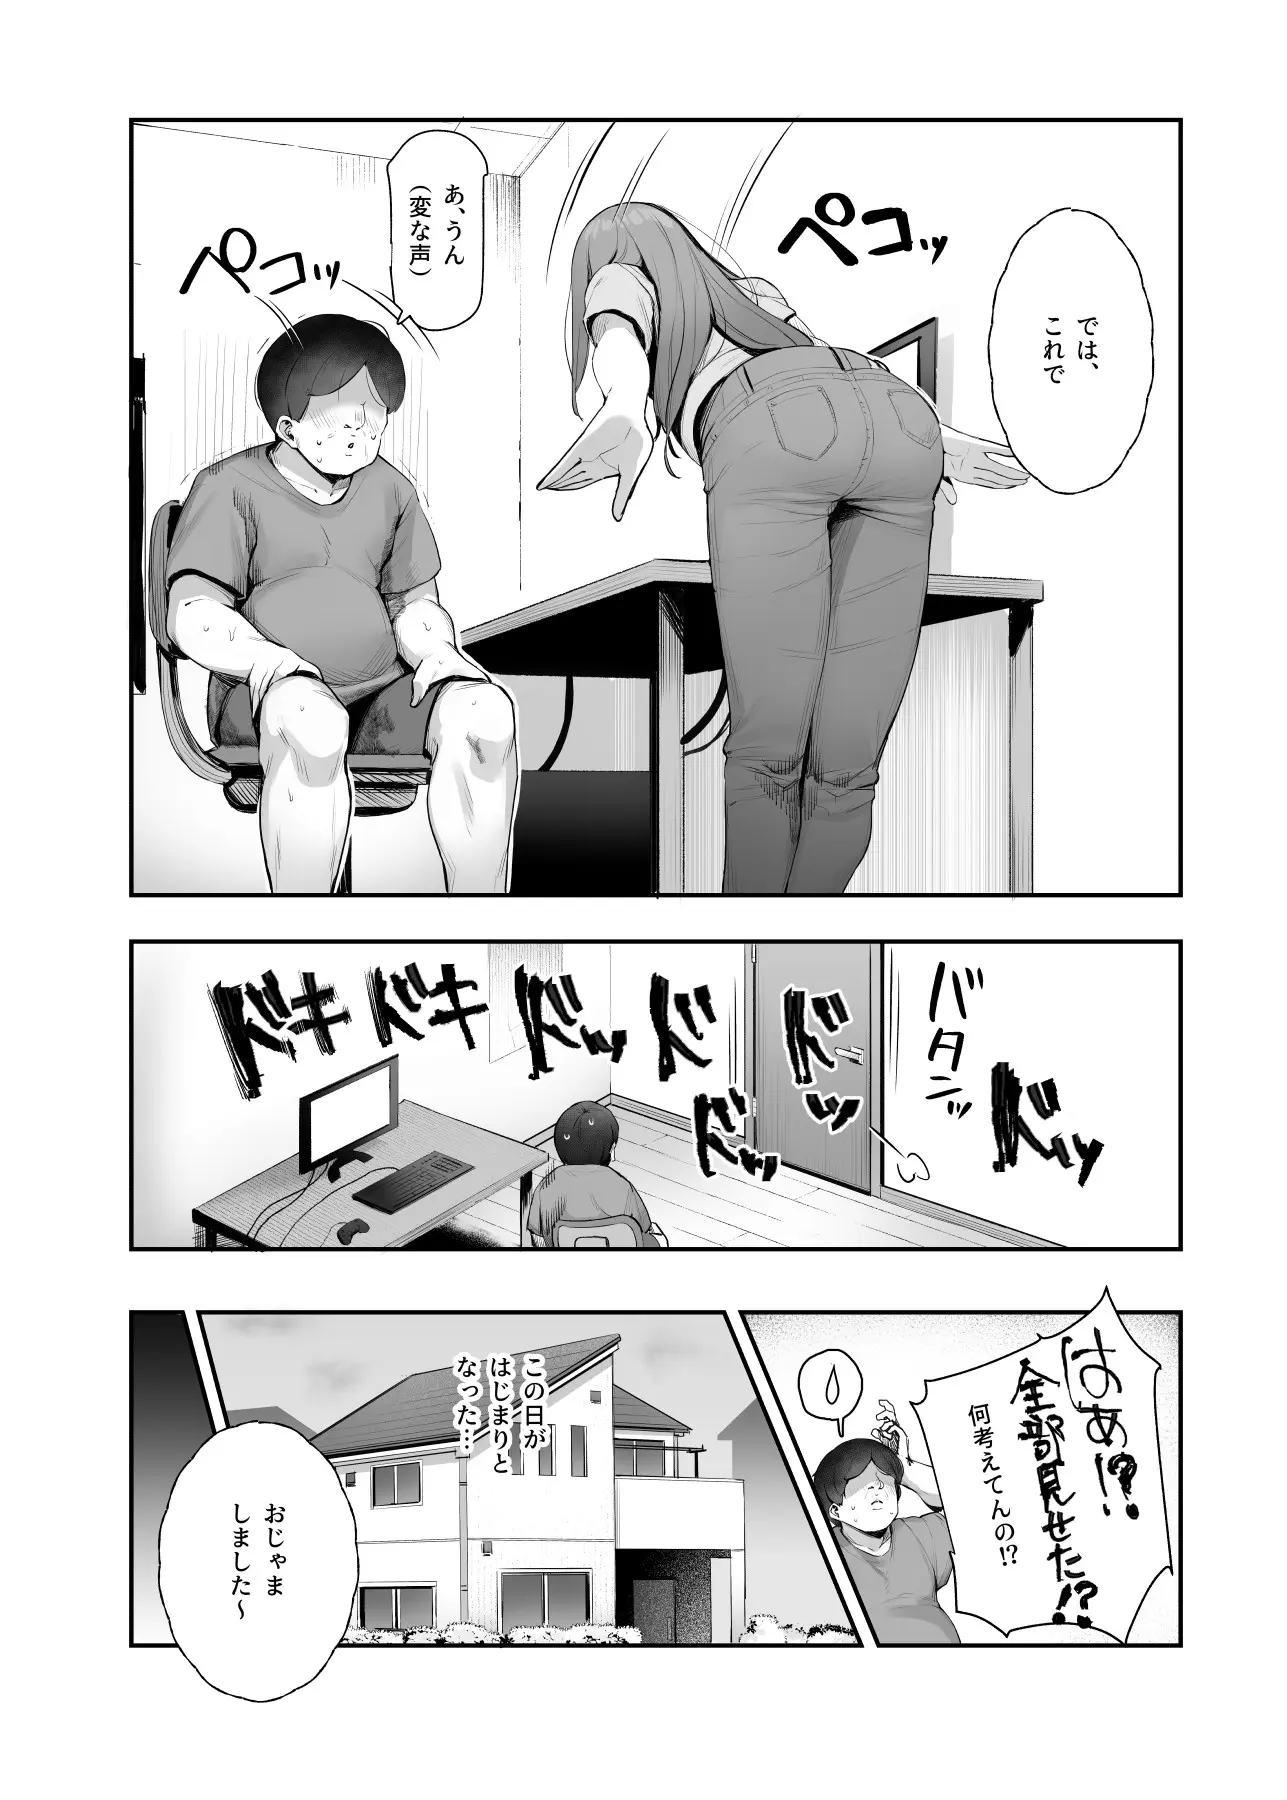 では、
これで
ペコッ
あ、うん
(変な声)
ペコッ
バタンッ
ドッ
ドッ
ドッ
ドッ
ドッ
ドキ
ドキ
はぁ!?
全部見せた!?
何考えてんの!?
この日が
はじまりと
なった…
おじゃま
しました〜